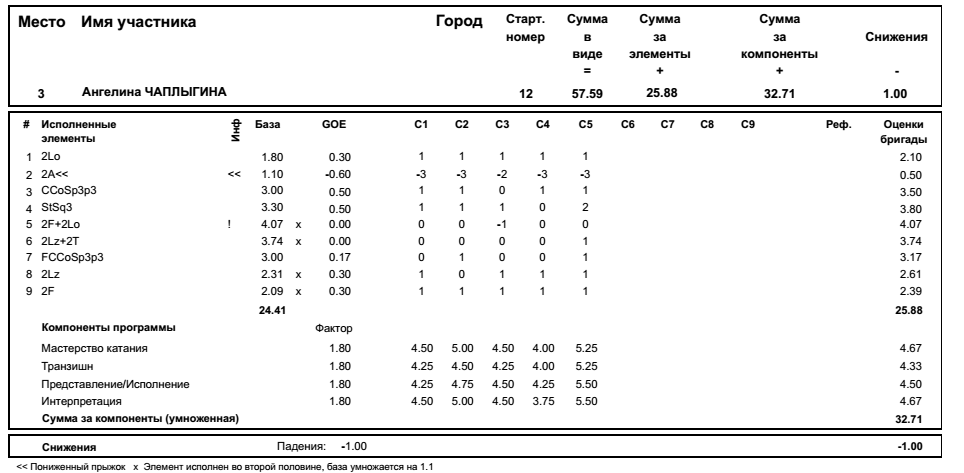 Место Имя участника Город Старт. номер Сумма в виде = Сумма за элементы + Сумма за компоненты + Снижения -
3 Ангелина ЧАПЛЫГИНА 12 57.59 25.88 32.71 1.00
# Исполненные элементы Инф База GOE C1 C2 C3 C4 C5 C6 C7 C8 C9 Реф. Оценки бригады
1 2Lo 1.80 0.30 1 1 1 1 1 2.10
2 2A<< << 1.10 -0.60 -3 -3 -2 -3 -3 0.50
3 CCoSp3p3 3.00 0.50 1 1 0 1 1 3.50
4 StSq3 3.30 0.50 1 1 1 0 2 3.80
5 2F+2Lo ! 4.07 x 0.00 0 0 -1 0 0 4.07
6 2Lz+2T 3.74 x 0.00 0 0 0 0 1 3.74
7 FCCoSp3p3 3.00 0.17 0 1 0 0 1 3.17
8 2Lz 2.31 x 0.30 1 0 1 1 1 2.61
9 2F 2.09 x 0.30 1 1 1 1 1 2.39
24.41 25.88
Компоненты программы Фактор
Мастерство катания 1.80 4.50 5.00 4.50 4.00 5.25 4.67
Транзишн 1.80 4.25 4.50 4.25 4.00 5.25 4.33
Представление/Исполнение 1.80 4.25 4.75 4.50 4.25 5.50 4.50
Интерпретация 1.80 4.50 5.00 4.50 3.75 5.50 4.67
Сумма за компоненты (умноженная) 32.71
Снижения Падения: -1.00 -1.00
<< Пониженный прыжок x Элемент исполнен во второй половине, база умножается на 1.1